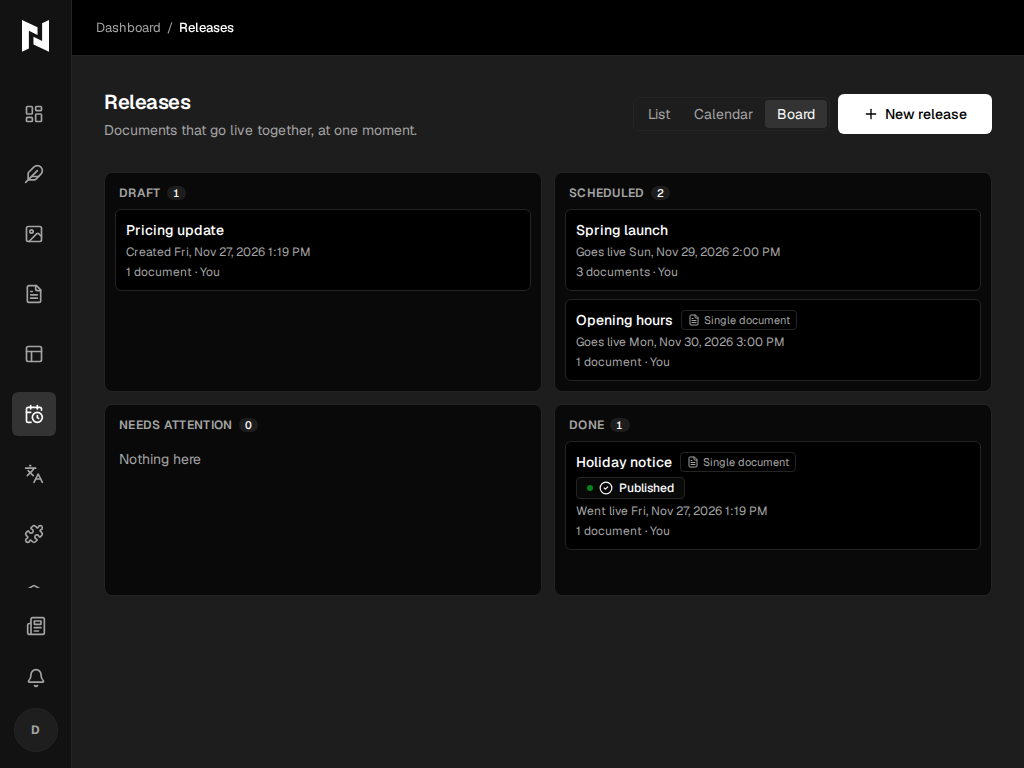 Dashboard / Releases
Releases
Documents that go live together, at one moment.
List Calendar Board
+ New release
DRAFT 1
Pricing update
Created Fri, Nov 27, 2026 1:19 PM
1 document · You
SCHEDULED 2
Spring launch
Goes live Sun, Nov 29, 2026 2:00 PM
3 documents · You
Opening hours Single document
Goes live Mon, Nov 30, 2026 3:00 PM
1 document · You
NEEDS ATTENTION 0
Nothing here
DONE 1
Holiday notice Single document
Published
Went live Fri, Nov 27, 2026 1:19 PM
1 document · You
D